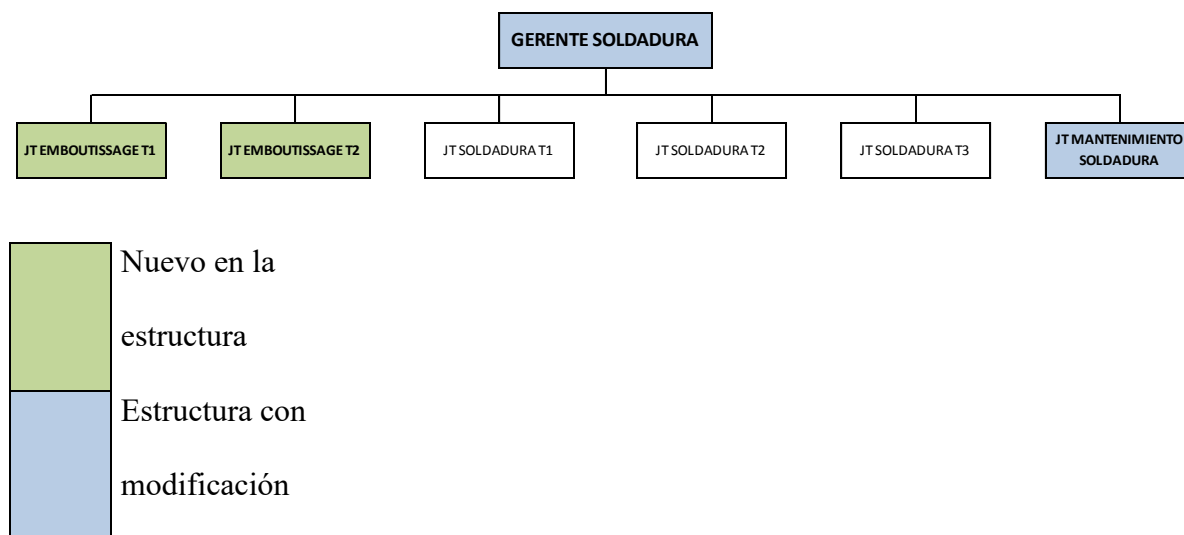 GERENTE SOLDADURA
JT EMBOUTISSAGE T1
JT EMBOUTISSAGE T2
JT SOLDADURA T1
JT SOLDADURA T2
JT SOLDADURA T3
JT MANTENIMIENTO
SOLDADURA
Nuevo en la
estructura
Estructura con
modificación